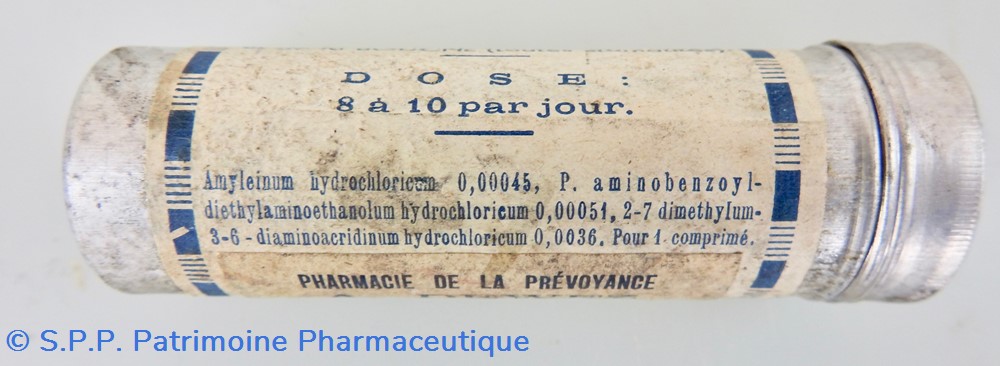 DOSE:
8 à 10 par jour.
Amyleinum hydrochloricum 0,00045, P. aminobenzoyl-
diethylaminoethanolum hydrochloricum 0,00051, 2-7 dimethylum-
3-6 - diaminoacridinum hydrochloricum 0,0036. Pour 1 comprimé.
PHARMACIE DE LA PRÉVOYANCE
© S.P.P. Patrimoine Pharmaceutique